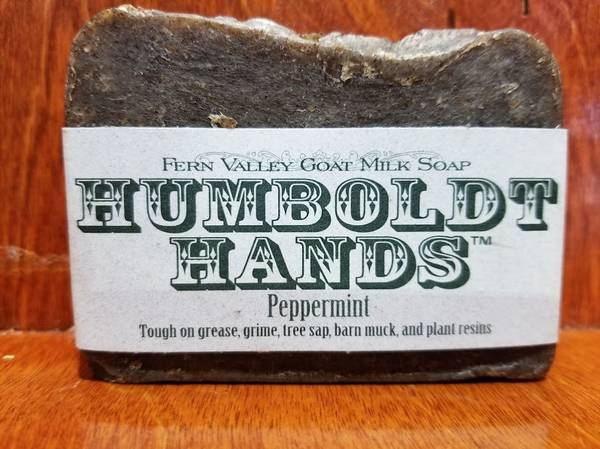 FERN VALLEY GOAT MILK SOAP
HUMBOLDT
HANDS™
Peppermint
Tough on grease, grime, tree sap, barn muck, and plant resins